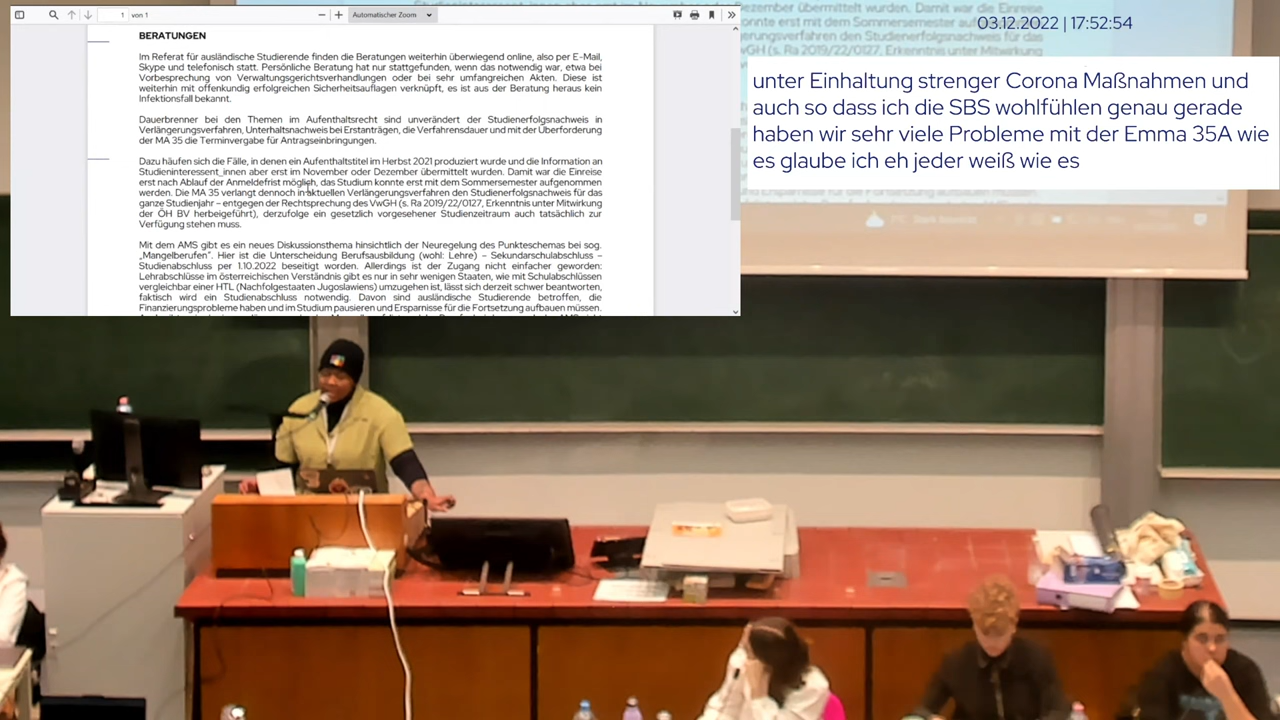 1 von 1
Automatischer Zoom
03.12.2022 | 17:52:54
BERATUNGEN
Im Referat für ausländische Studierende finden die Beratungen weiterhin überwiegend online, also per E-Mail,
Skype und telefonisch statt. Persönliche Beratung hat nur stattgefunden, wenn das notwendig war, etwa bei
Vorbesprechung von Verwaltungsgerichtsverhandlungen oder bei sehr umfangreichen Akten. Diese ist
weiterhin mit offenkundig erfolgreichen Sicherheitsauflagen verknüpft, es ist aus der Beratung heraus kein
Infektionsfall bekannt.
Dauerbrenner bei den Themen im Aufenthaltsrecht sind unverändert der Studienerfolgsnachweis in
Verlängerungsverfahren, Unterhaltsnachweis bei Erstanträgen, die Verfahrensdauer und mit der Überforderung
der MA 35 die Terminvergabe für Antragseinbringungen.
Dazu häufen sich die Fälle, in denen ein Aufenthaltstitel im Herbst 2021 produziert wurde und die Information an
Studieninteressent_innen aber erst im November oder Dezember übermittelt wurden. Damit war die Einreise
erst nach Ablauf der Anmeldefrist möglich, das Studium konnte erst mit dem Sommersemester aufgenommen
werden. Die MA 35 verlangt dennoch in aktuellen Verlängerungsverfahren den Studienerfolgsnachweis für das
ganze Studienjahr – entgegen der Rechtsprechung des VwGH (s. Ra 2019/22/0127, Erkenntnis unter Mitwirkung
der ÖH BV herbeigeführt), derzufolge ein gesetzlich vorgesehener Studienzeitraum auch tatsächlich zur
Verfügung stehen muss.
Mit dem AMS gibt es ein neues Diskussionsthema hinsichtlich der Neuregelung des Punkteschemas bei sog.
„Mangelberufen“. Hier ist die Unterscheidung Berufsausbildung (wohl: Lehre) – Sekundarschulabschluss –
Studienabschluss per 1.10.2022 beseitigt worden. Allerdings ist der Zugang nicht einfacher geworden:
Lehrabschlüsse im österreichischen Verständnis gibt es nur in sehr wenigen Staaten, wie mit Schulabschlüssen
vergleichbar einer HTL (Nachfolgestaaten Jugoslawiens) umzugehen ist, lässt sich derzeit schwer beantworten,
faktisch wird ein Studienabschluss notwendig. Davon sind ausländische Studierende betroffen, die
Finanzierungsprobleme haben und im Studium pausieren und Ersparnisse für die Fortsetzung aufbauen müssen.
unter Einhaltung strenger Corona Maßnahmen und
auch so dass ich die SBS wohlfühlen genau gerade
haben wir sehr viele Probleme mit der Emma 35A wie
es glaube ich eh jeder weiß wie es